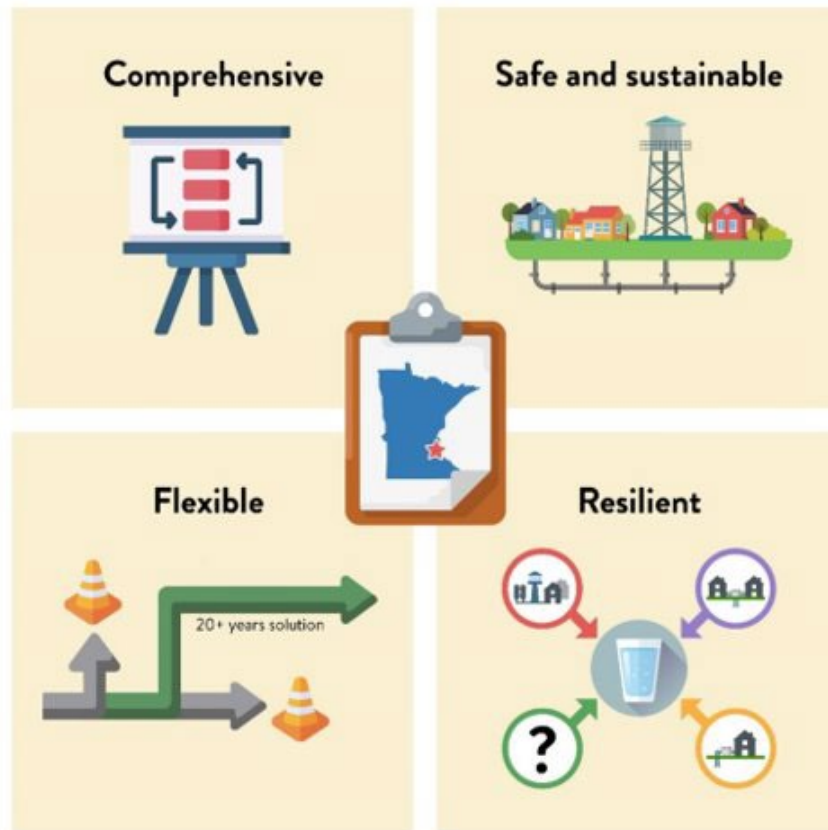 Comprehensive
Safe and sustainable
Flexible
20+ years solution
Resilient
?